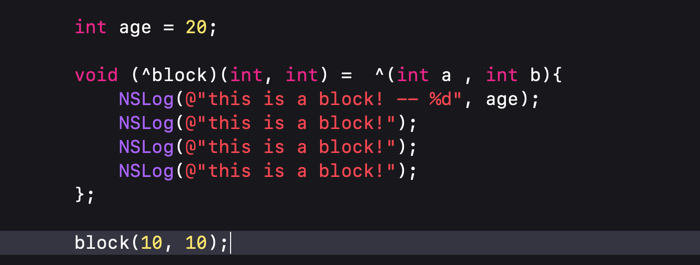 int age = 20;
void (^block)(int, int) =  ^(int a , int b){
NSLog(@"this is a block! -- %d", age);
NSLog(@"this is a block!");
NSLog(@"this is a block!");
NSLog(@"this is a block!");
};
block(10, 10);